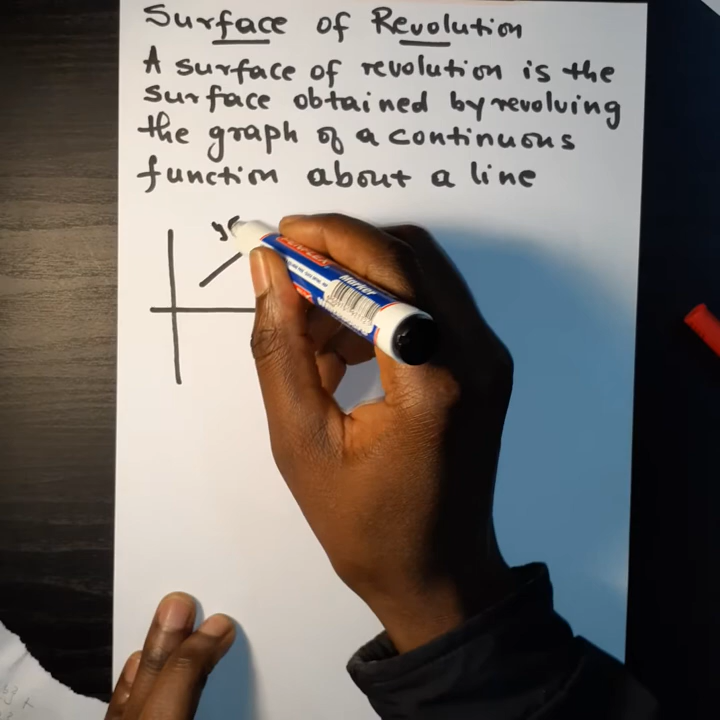 Surface of Revolution
A surface of revolution is the
surface obtained by revolving
the graph of a continuous
function about a line
Marker